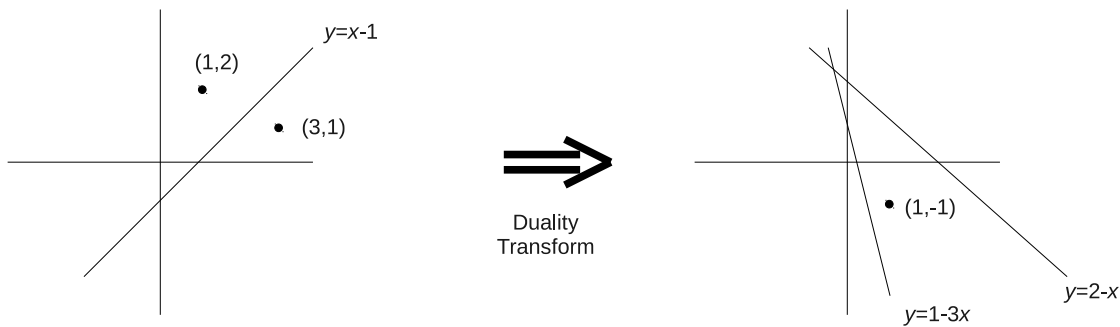 y=x-1
(1,2)
(3,1)
Duality
Transform
(1,-1)
y=2-x
y=1-3x